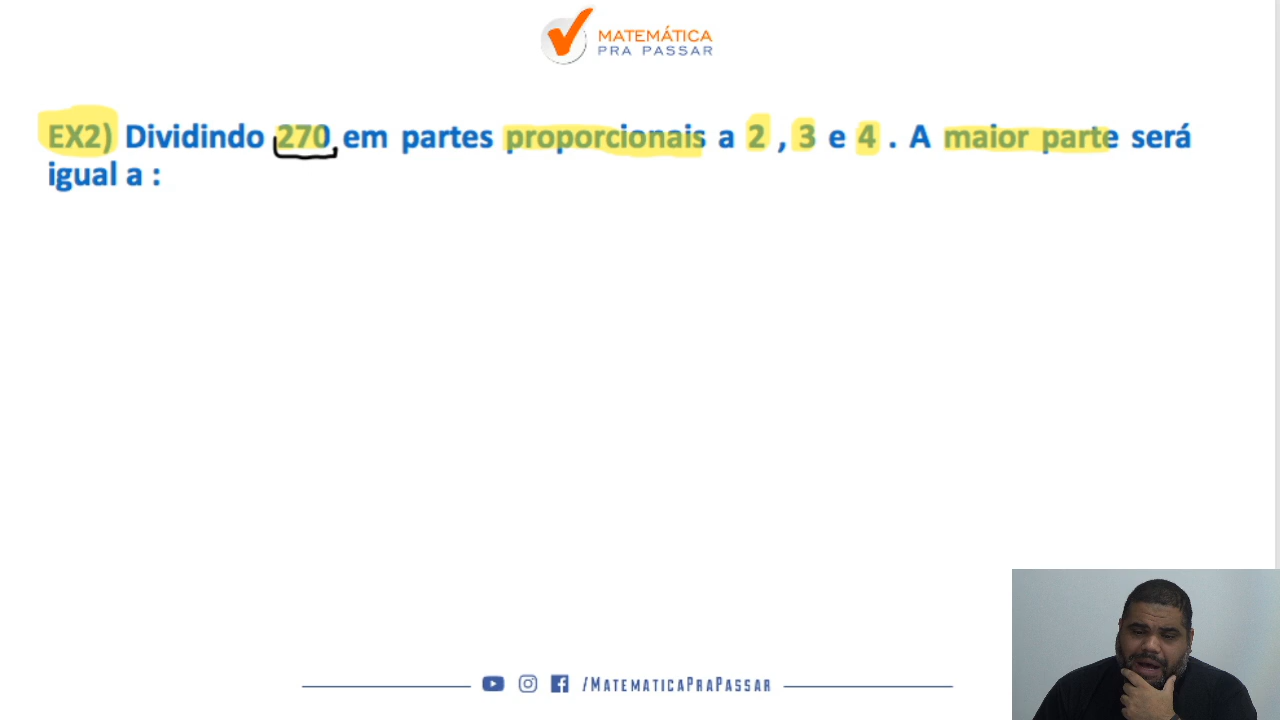 MATEMÁTICA
PRA PASSAR
EX2) Dividindo 270 em partes proporcionais a 2 , 3 e 4 . A maior parte será
igual a :
/MATEMATICAPRAPASSAR